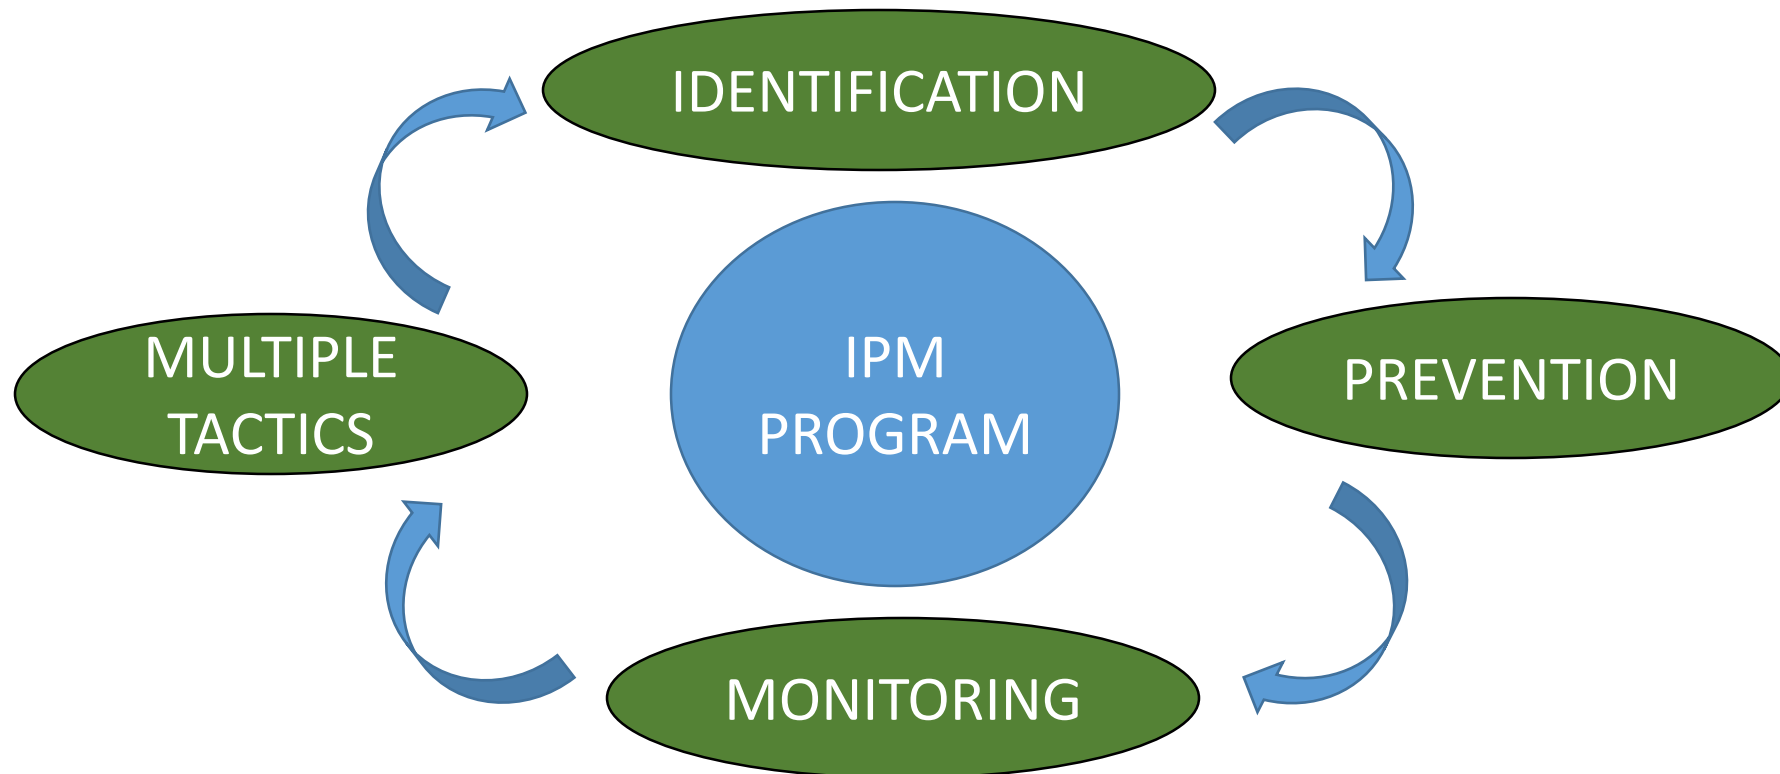 IDENTIFICATION
MULTIPLE
TACTICS
IPM
PROGRAM
PREVENTION
MONITORING